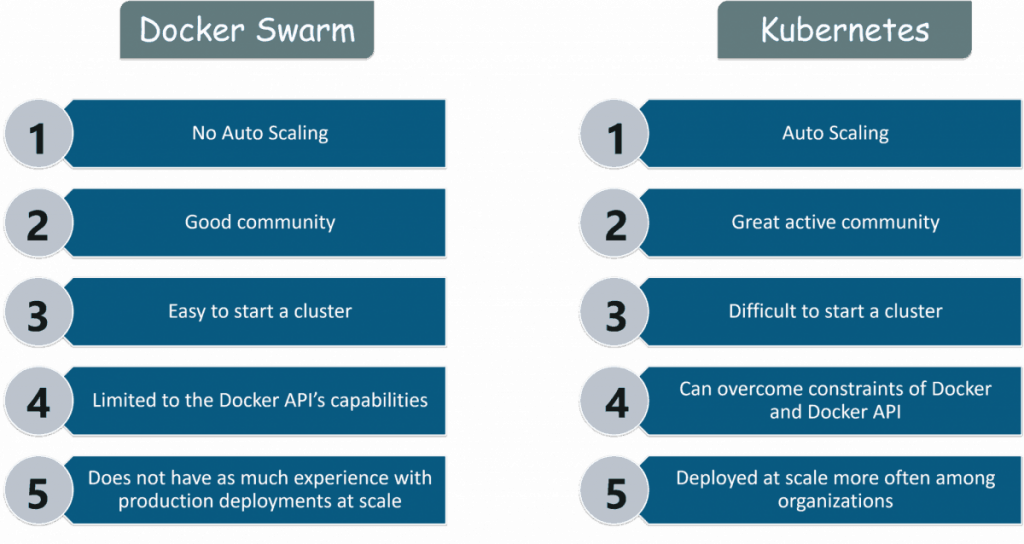 Docker Swarm
Kubernetes
1
No Auto Scaling
1
Auto Scaling
2
Good community
2
Great active community
3
Easy to start a cluster
3
Difficult to start a cluster
4
Limited to the Docker API’s capabilities
4
Can overcome constraints of Docker
and Docker API
5
Does not have as much experience with
production deployments at scale
5
Deployed at scale more often among
organizations